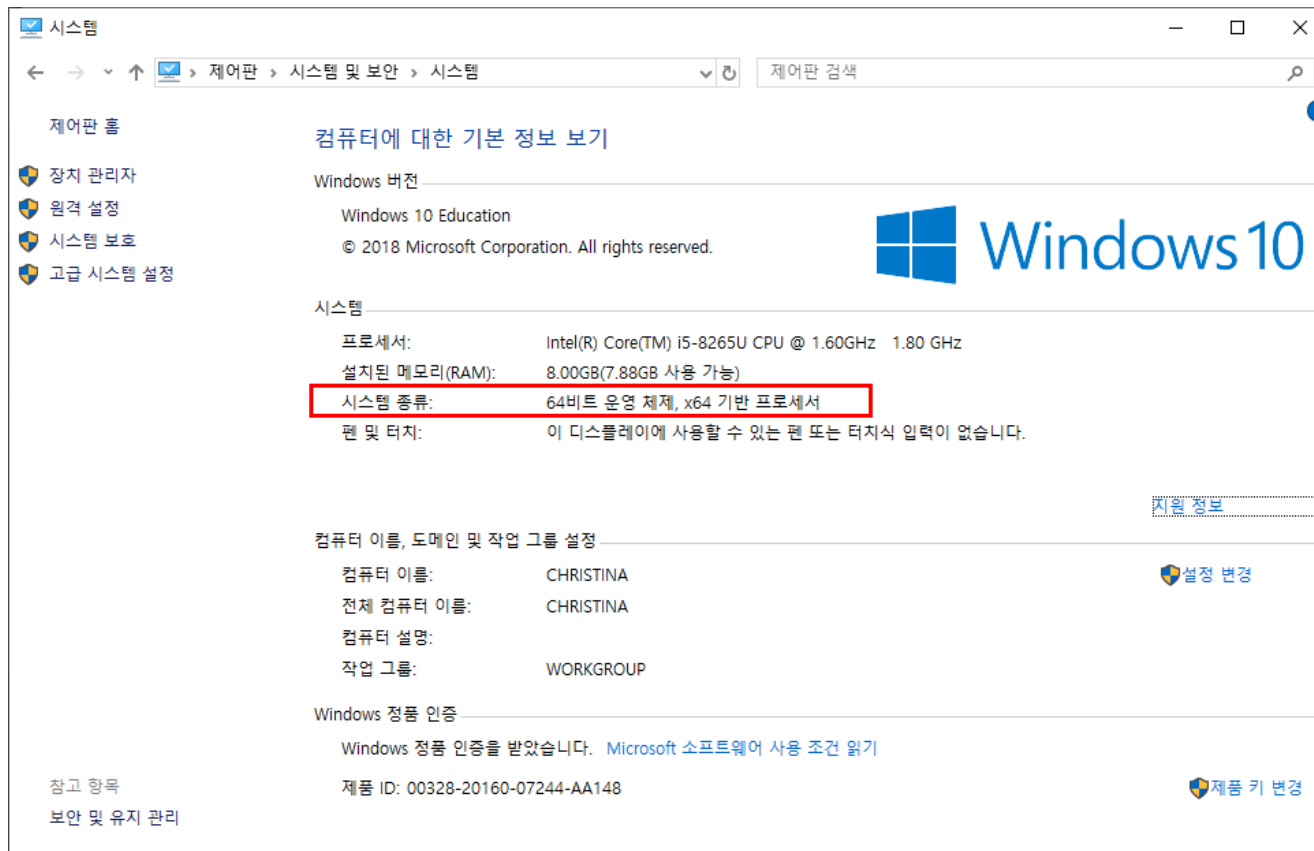 시스템
제어판 › 시스템 및 보안 › 시스템
제어판 검색
제어판 홈
장치 관리자
원격 설정
시스템 보호
고급 시스템 설정
컴퓨터에 대한 기본 정보 보기
Windows 버전
Windows 10 Education
© 2018 Microsoft Corporation. All rights reserved.
Windows 10
시스템
프로세서: Intel(R) Core(TM) i5-8265U CPU @ 1.60GHz 1.80 GHz
설치된 메모리(RAM): 8.00GB(7.88GB 사용 가능)
시스템 종류: 64비트 운영 체제, x64 기반 프로세서
펜 및 터치: 이 디스플레이에 사용할 수 있는 펜 또는 터치식 입력이 없습니다.
지원 정보
컴퓨터 이름, 도메인 및 작업 그룹 설정
컴퓨터 이름: CHRISTINA
설정 변경
전체 컴퓨터 이름: CHRISTINA
컴퓨터 설명:
작업 그룹: WORKGROUP
Windows 정품 인증
Windows 정품 인증을 받았습니다. Microsoft 소프트웨어 사용 조건 읽기
제품 ID: 00328-20160-07244-AA148
제품 키 변경
참고 항목
보안 및 유지 관리